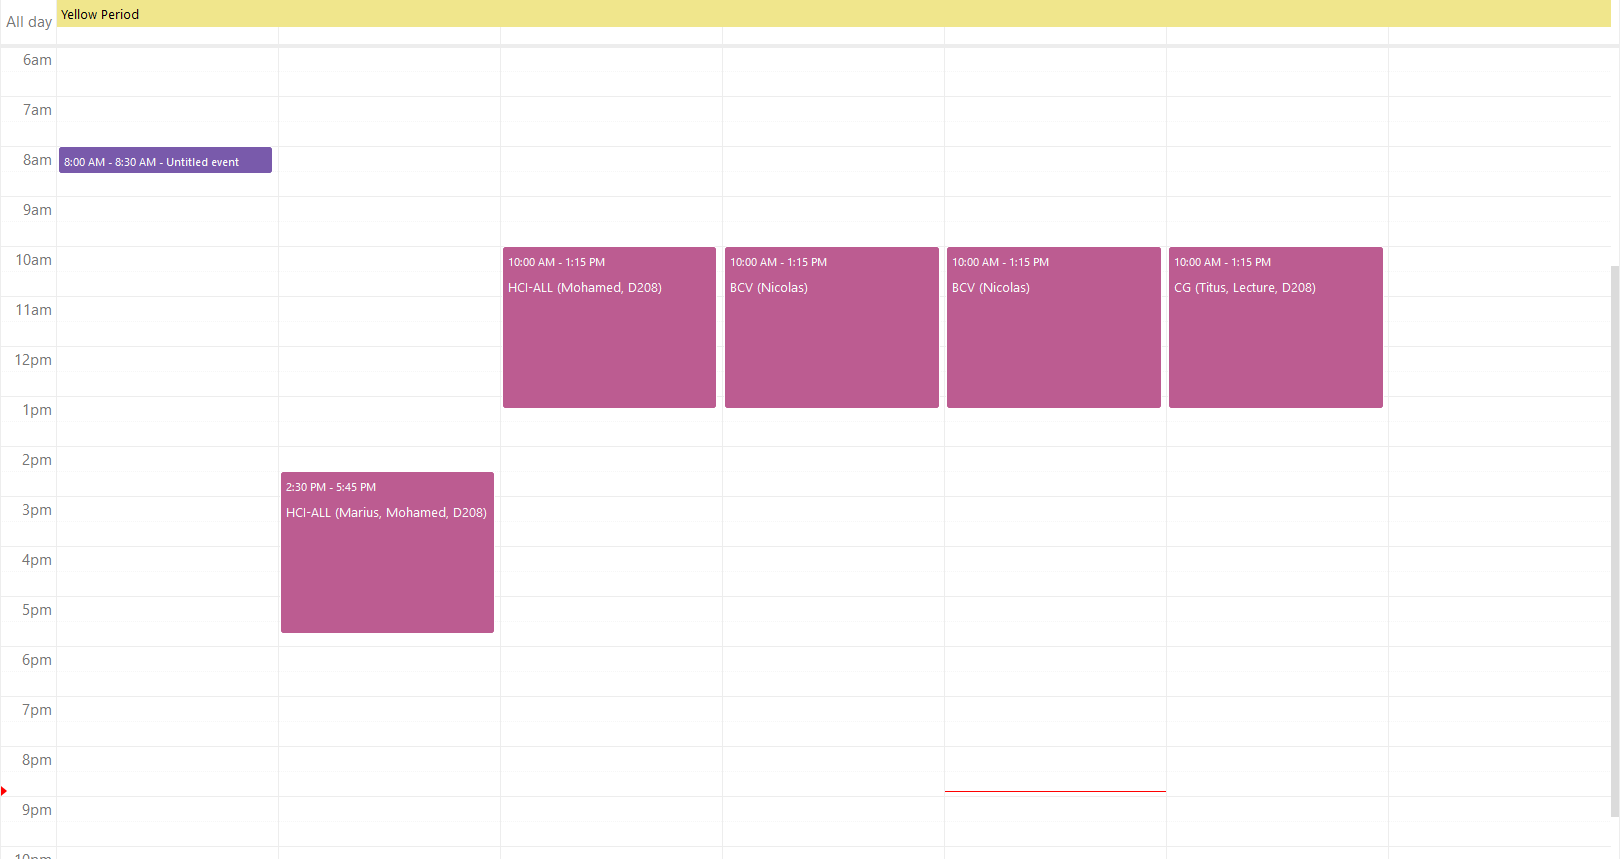 All day
Yellow Period
6am
7am
8am
8:00 AM - 8:30 AM - Untitled event
9am
10am
10:00 AM - 1:15 PM
HCI-ALL (Mohamed, D208)
10:00 AM - 1:15 PM
BCV (Nicolas)
10:00 AM - 1:15 PM
BCV (Nicolas)
10:00 AM - 1:15 PM
CG (Titus, Lecture, D208)
11am
12pm
1pm
2pm
2:30 PM - 5:45 PM
HCI-ALL (Marius, Mohamed, D208)
3pm
4pm
5pm
6pm
7pm
8pm
9pm
10pm